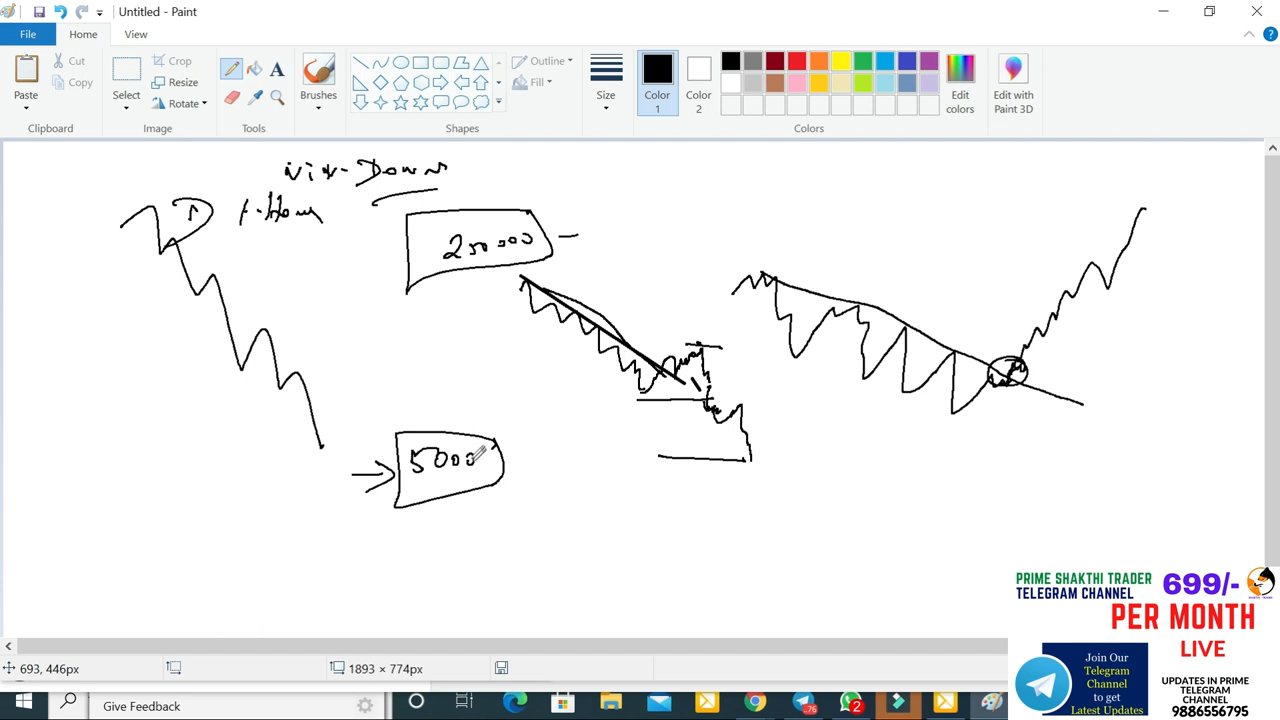 Untitled - Paint
File
Home
View
Paste
Cut
Copy
Clipboard
Select
Crop
Resize
Rotate
Image
Tools
Brushes
Outline
Fill
Shapes
Size
Color
1
Color
2
Edit
colors
Colors
Edit with
Paint 3D
Down
250000
5000
PRIME SHAKTHI TRADER
TELEGRAM CHANNEL
699/-
PER MONTH
LIVE
Join Our
Telegram
Channel
to get
Latest Updates
UPDATES IN PRIME
TELEGRAM
CHANNEL
9886556795
693, 446px
1893 × 774px
Give Feedback
76
2